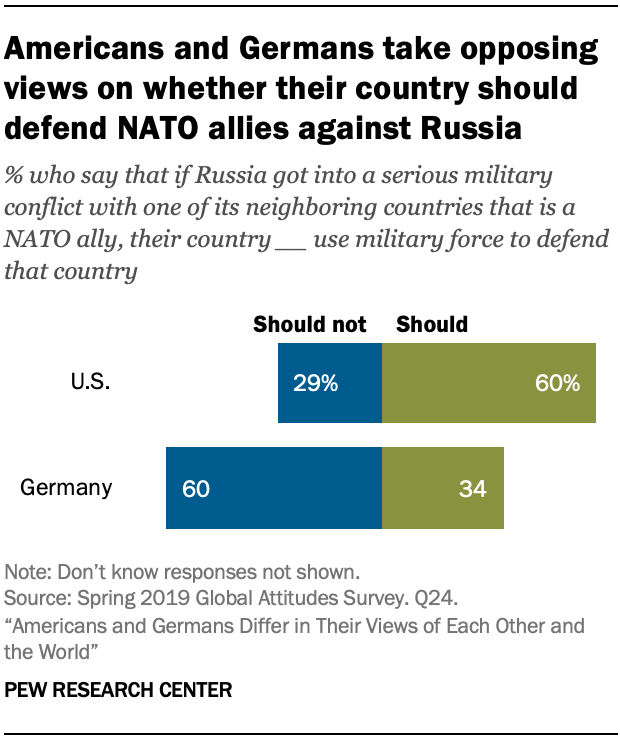 Americans and Germans take opposing
views on whether their country should
defend NATO allies against Russia
% who say that if Russia got into a serious military
conflict with one of its neighboring countries that is a
NATO ally, their country __ use military force to defend
that country
Should not Should
U.S. 29% 60%
Germany 60 34
Note: Don’t know responses not shown.
Source: Spring 2019 Global Attitudes Survey. Q24.
“Americans and Germans Differ in Their Views of Each Other and
the World”
PEW RESEARCH CENTER